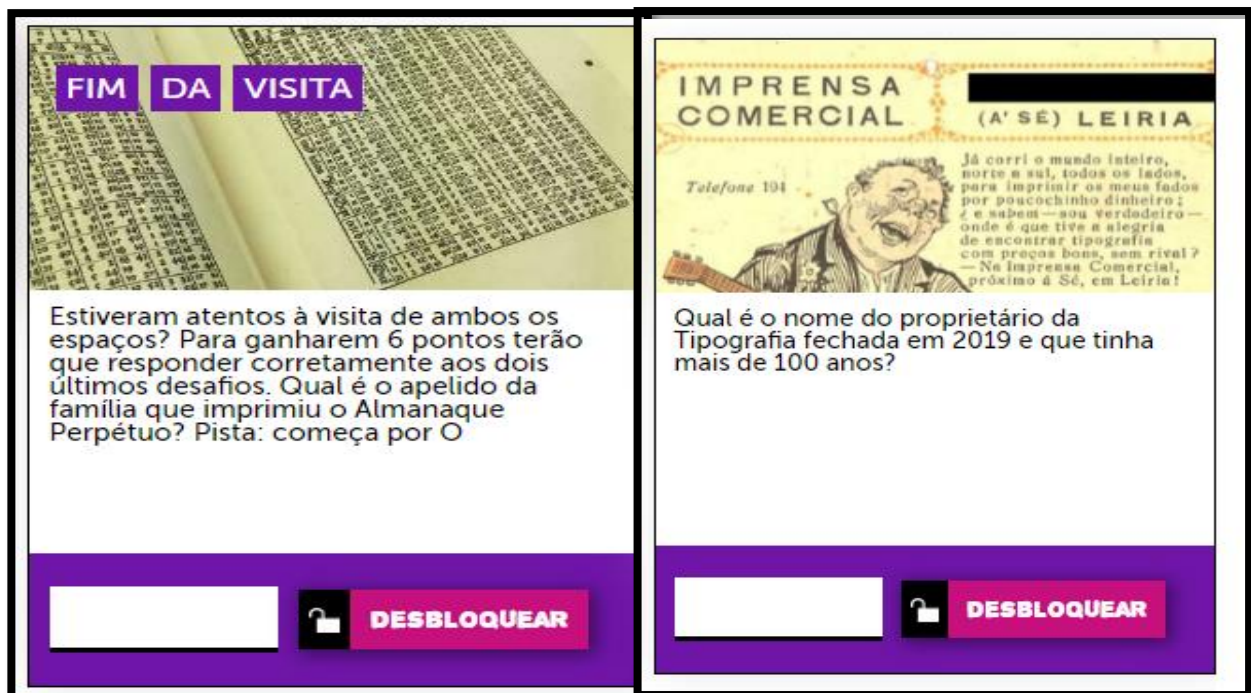 FIM DA VISITA
Estiveram atentos à visita de ambos os
espaços? Para ganharem 6 pontos terão
que responder corretamente aos dois
últimos desafios. Qual é o apelido da
família que imprimiu o Almanaque
Perpétuo? Pista: começa por O
DESBLOQUEAR
IMPRENSA
COMERCIAL
(A' SÉ) LEIRIA
Telefone 194
Já corri o mundo inteiro,
norte a sul, todos os lados,
para imprimir os meus fados
por poucochinho dinheiro;
¿ e sabem—sou verdadeiro—
onde é que tive a alegria
de encontrar tipografia
com preços bons, sem rival?
—Na Imprensa Comercial,
próximo à Sé, em Leiria!
Qual é o nome do proprietário da
Tipografia fechada em 2019 e que tinha
mais de 100 anos?
DESBLOQUEAR